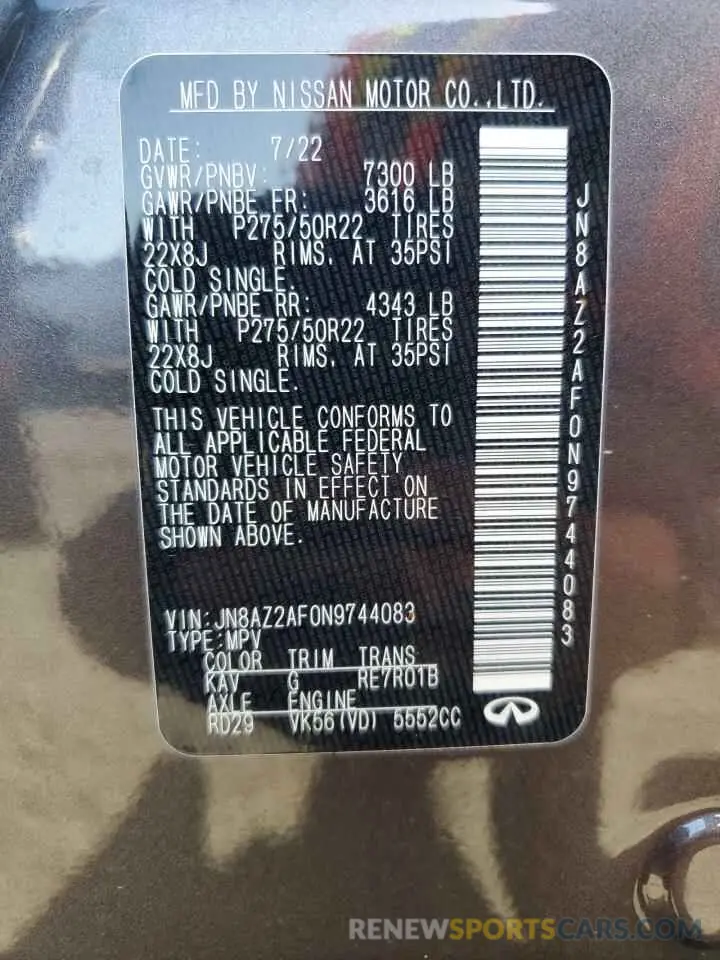 MFD BY NISSAN MOTOR CO.,LTD.
DATE: 7/22
GVWR/PNBV: 7300 LB
GAWR/PNBE FR: 3616 LB
WITH P275/50R22 TIRES
22X8J RIMS, AT 35PSI
COLD SINGLE.
GAWR/PNBE RR: 4343 LB
WITH P275/50R22 TIRES
22X8J RIMS, AT 35PSI
COLD SINGLE.
THIS VEHICLE CONFORMS TO
ALL APPLICABLE FEDERAL
MOTOR VEHICLE SAFETY
STANDARDS IN EFFECT ON
THE DATE OF MANUFACTURE
SHOWN ABOVE.
VIN:JN8AZ2AF0N9744083
TYPE:MPV
COLOR TRIM TRANS
KAV G RE7R01B
AXLE ENGINE
RD29 VK56(VD) 5552CC
JN8AZ2AF0N9744083
RENEWSPORTSCARS.COM